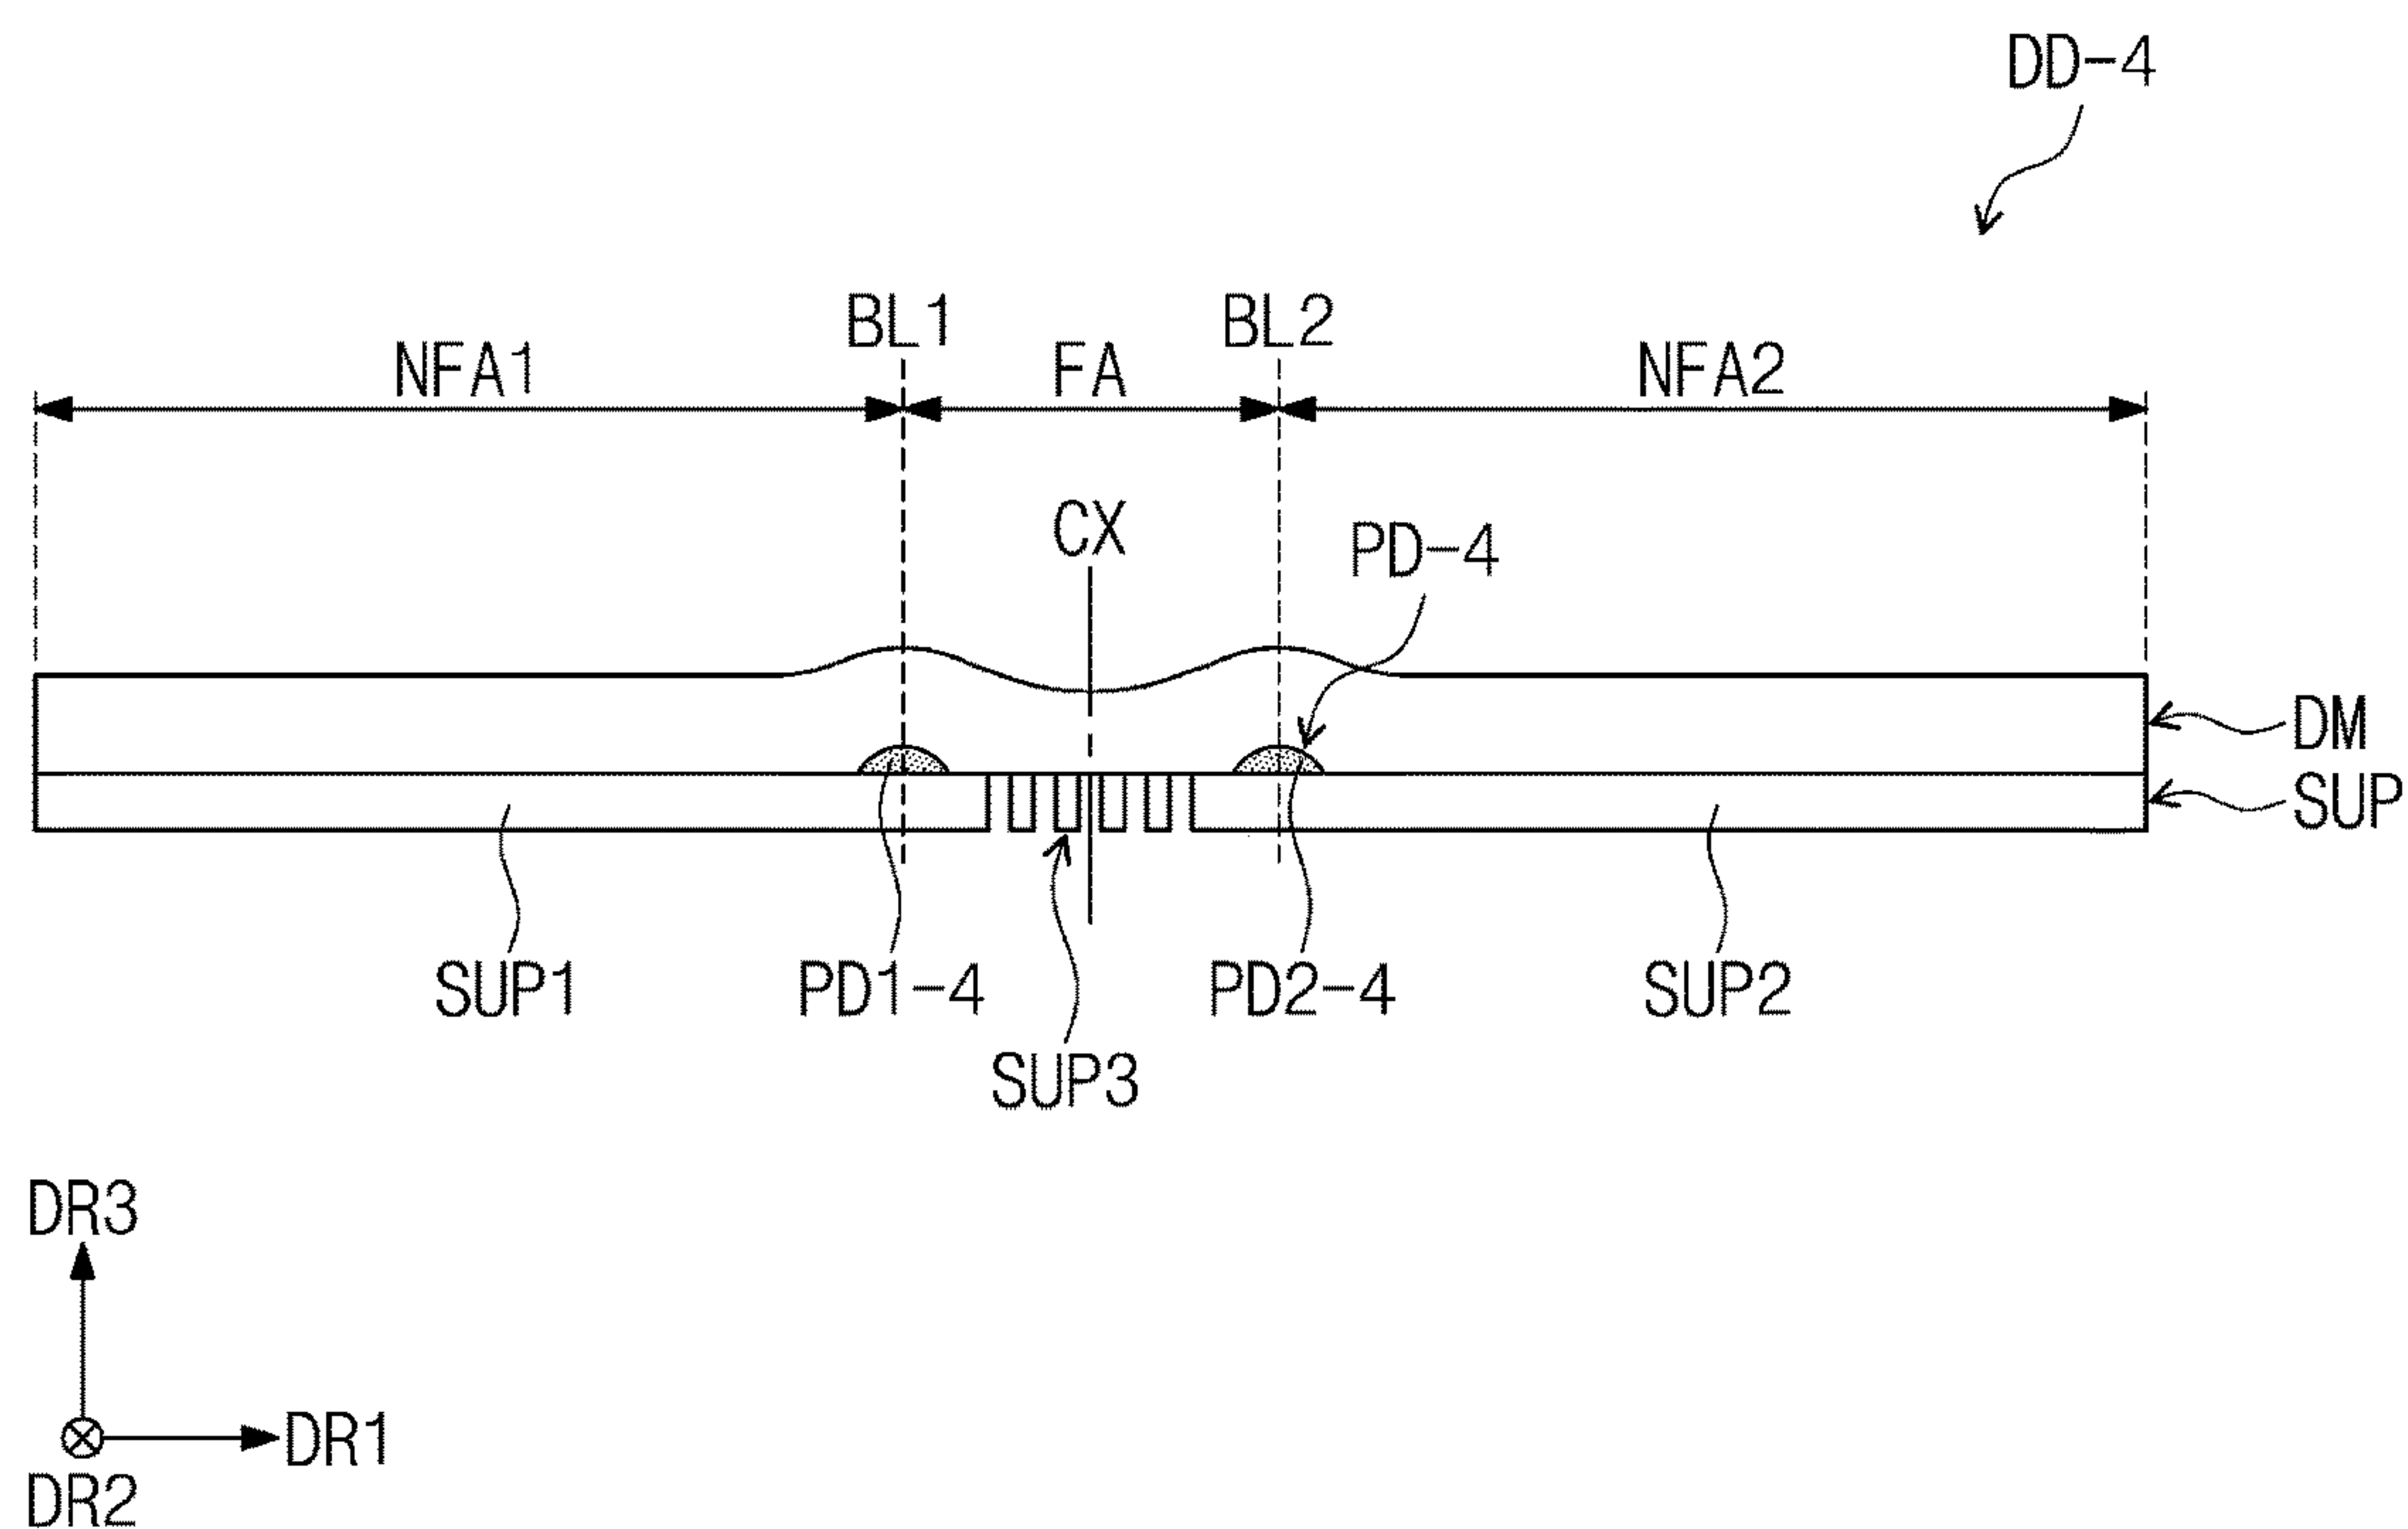 DD-4
BL1
BL2
NFA1
FA
NFA2
CX
PD-4
DM
SUP
SUP1
PD1-4
PD2-4
SUP2
SUP3
DR3
DR1
DR2